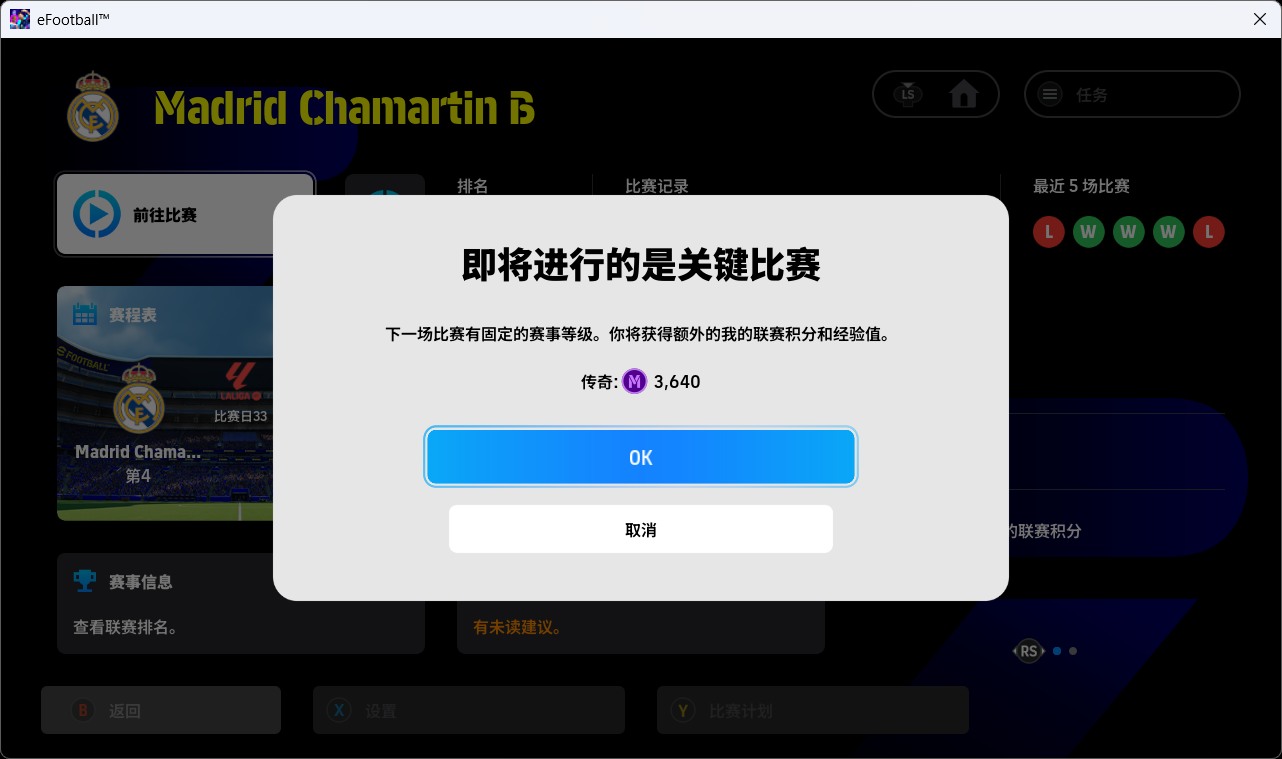 eFootball™
Madrid Chamartin B
LS
任务
前往比赛
排名
比赛记录
最近 5 场比赛
L W W W L
即将进行的是关键比赛
下一场比赛有固定的赛事等级。你将获得额外的我的联赛积分和经验值。
传奇: M 3,640
OK
取消
赛程表
EFOOTBALL™
LALIGA
比赛日33
Madrid Chama...
第4
的联赛积分
赛事信息
查看联赛排名。
有未读建议。
RS
B 返回
X 设置
Y 比赛计划